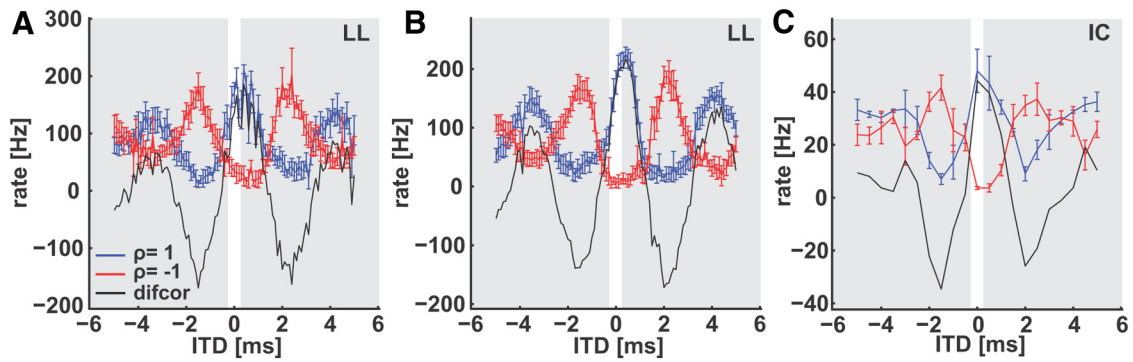 A
LL
300
200
100
0
−100
−200
rate [Hz]
ρ= 1
ρ= -1
difcor
−6 −4 −2 0 2 4 6
ITD [ms]
B
LL
300
200
100
0
−100
−200
rate [Hz]
−6 −4 −2 0 2 4 6
ITD [ms]
C
IC
60
40
20
0
−20
−40
rate [Hz]
−6 −4 −2 0 2 4 6
ITD [ms]